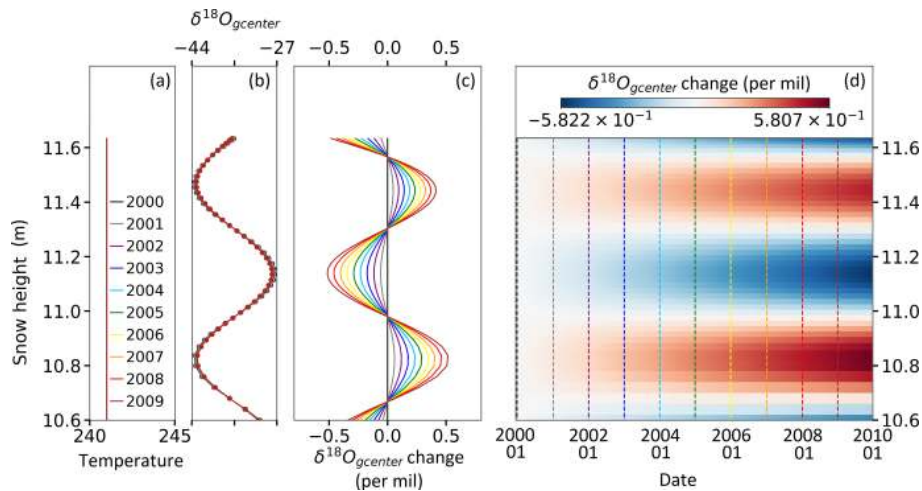 δ18Ogcenter
−44 −27 −0.5 0.0 0.5
(a) (b) (c) (d)
δ18Ogcenter change (per mil)
−5.822 × 10−1 5.807 × 10−1
11.6 11.6
11.4 11.4
11.2 11.2
11.0 11.0
10.8 10.8
10.6 10.6
Snow height (m)
2000
2001
2002
2003
2004
2005
2006
2007
2008
2009
240 245 −0.5 0.0 0.5
Temperature
δ18Ogcenter change
(per mil)
2000 2002 2004 2006 2008 2010
01 01 01 01 01 01
Date